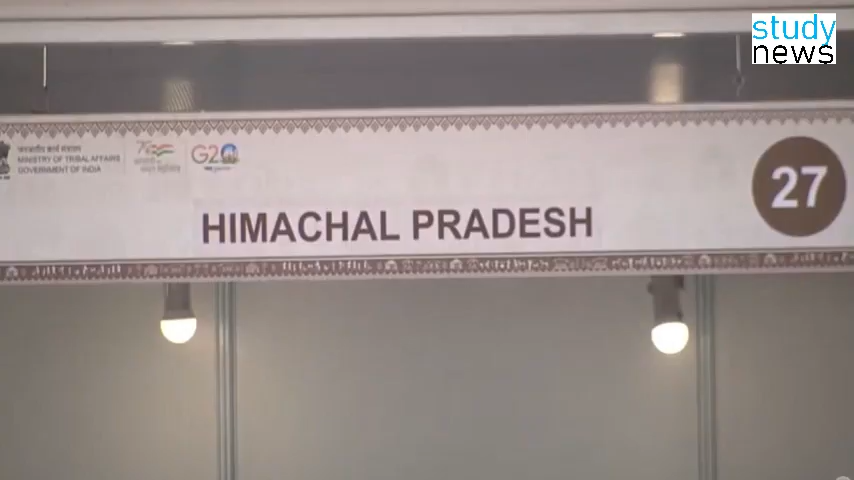 study
news
जनजातीय कार्य मंत्रालय
MINISTRY OF TRIBAL AFFAIRS
GOVERNMENT OF INDIA
G20
HIMACHAL PRADESH
27